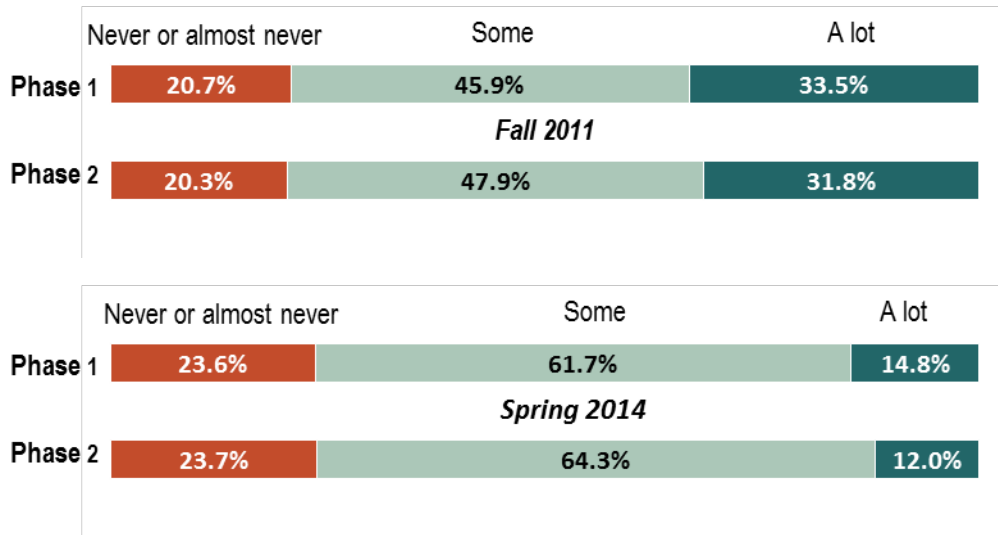 Never or almost never Some A lot
Phase 1 20.7% 45.9% 33.5%
Fall 2011
Phase 2 20.3% 47.9% 31.8%
Never or almost never Some A lot
Phase 1 23.6% 61.7% 14.8%
Spring 2014
Phase 2 23.7% 64.3% 12.0%